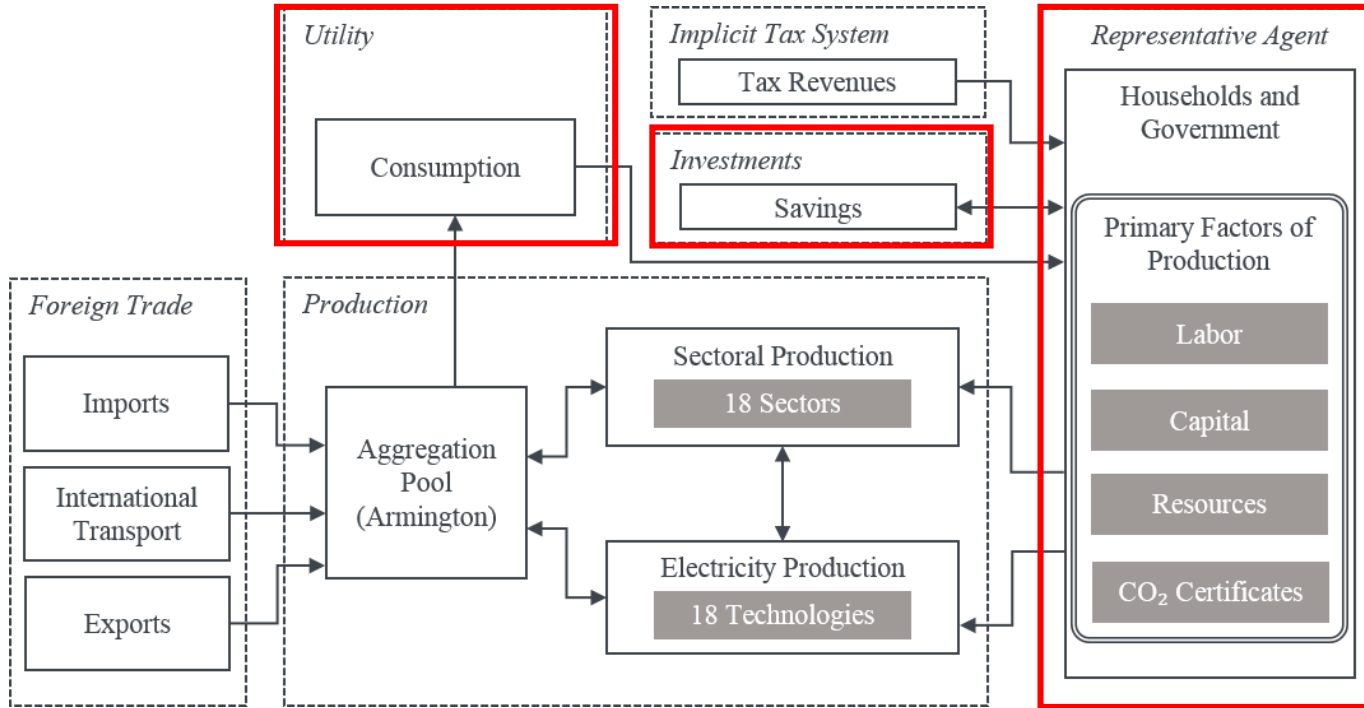 Utility
Consumption
Implicit Tax System
Tax Revenues
Investments
Savings
Representative Agent
Households and
Government
Primary Factors of
Production
Labor
Capital
Resources
CO₂ Certificates
Foreign Trade
Imports
International
Transport
Exports
Production
Aggregation
Pool
(Armington)
Sectoral Production
18 Sectors
Electricity Production
18 Technologies